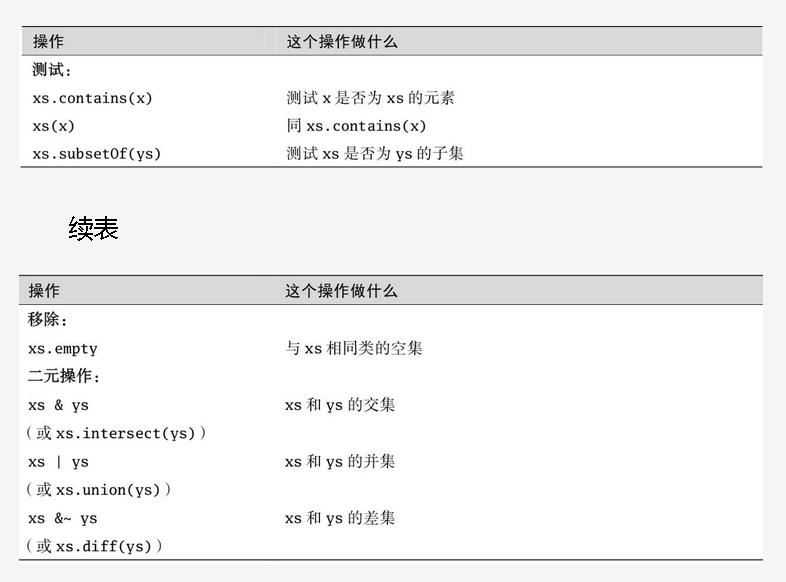 操作 这个操作做什么
测试：
xs.contains(x) 测试 x 是否为 xs 的元素
xs(x) 同 xs.contains(x)
xs.subsetOf(ys) 测试 xs 是否为 ys 的子集
续表
操作 这个操作做什么
移除：
xs.empty 与 xs 相同类的空集
二元操作：
xs & ys xs 和 ys 的交集
（或 xs.intersect(ys)）
xs | ys xs 和 ys 的并集
（或 xs.union(ys)）
xs &~ ys xs 和 ys 的差集
（或 xs.diff(ys)）